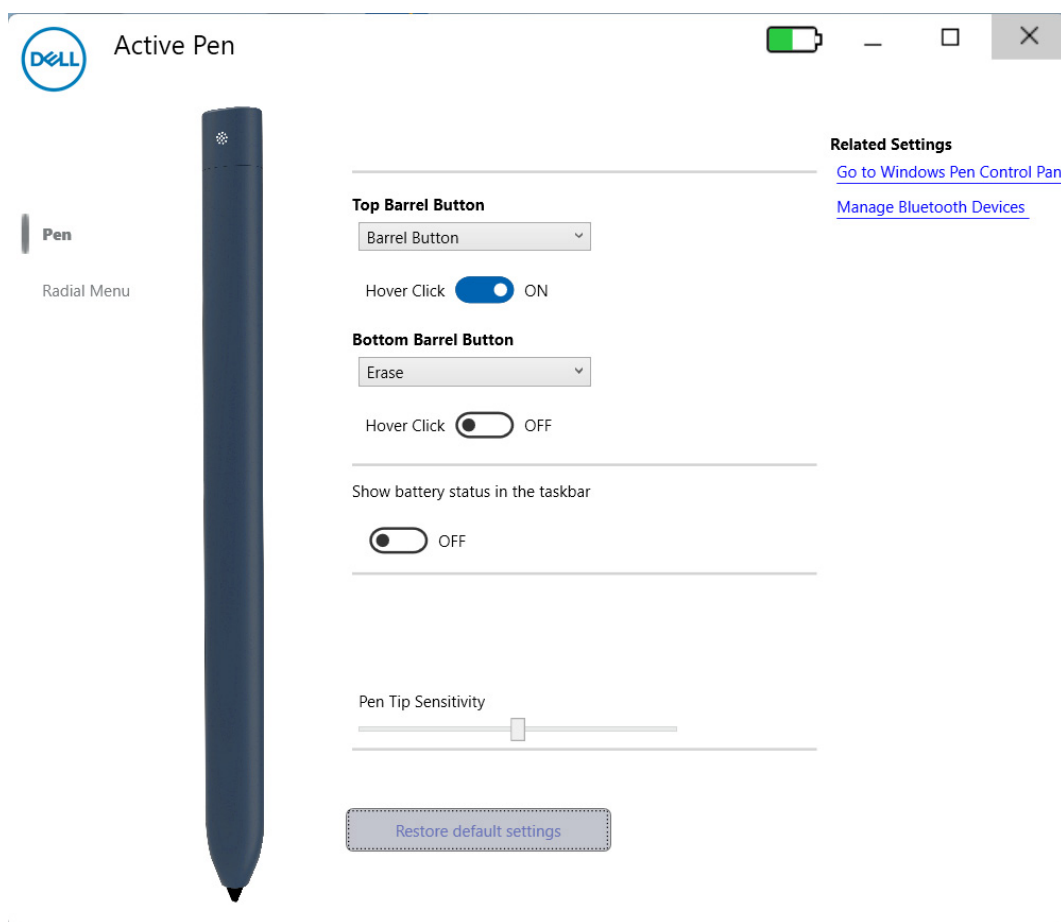 DELL
Active Pen
Pen
Radial Menu
Top Barrel Button
Barrel Button
Hover Click ON
Bottom Barrel Button
Erase
Hover Click OFF
Show battery status in the taskbar
OFF
Pen Tip Sensitivity
Restore default settings
Related Settings
Go to Windows Pen Control Pan
Manage Bluetooth Devices